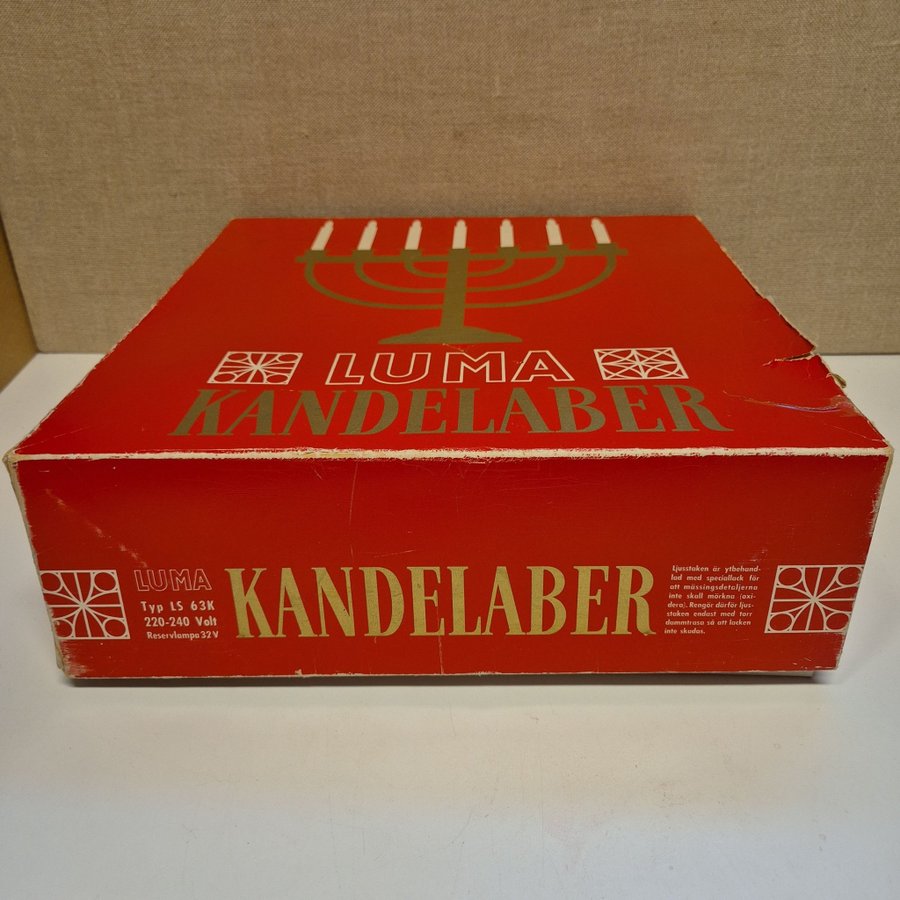 LUMA
KANDELABER
LUMA
Typ LS 63K
220-240 Volt
Reservlampa 32V
KANDELABER
Ljusstaken är ytbehand-
lad med speciallack för
att mässingsdetaljerna
inte skall mörkna (oxi-
dera). Rengör därför ljus-
staken endast med torr
dammtrasa så att lacken
inte skadas.